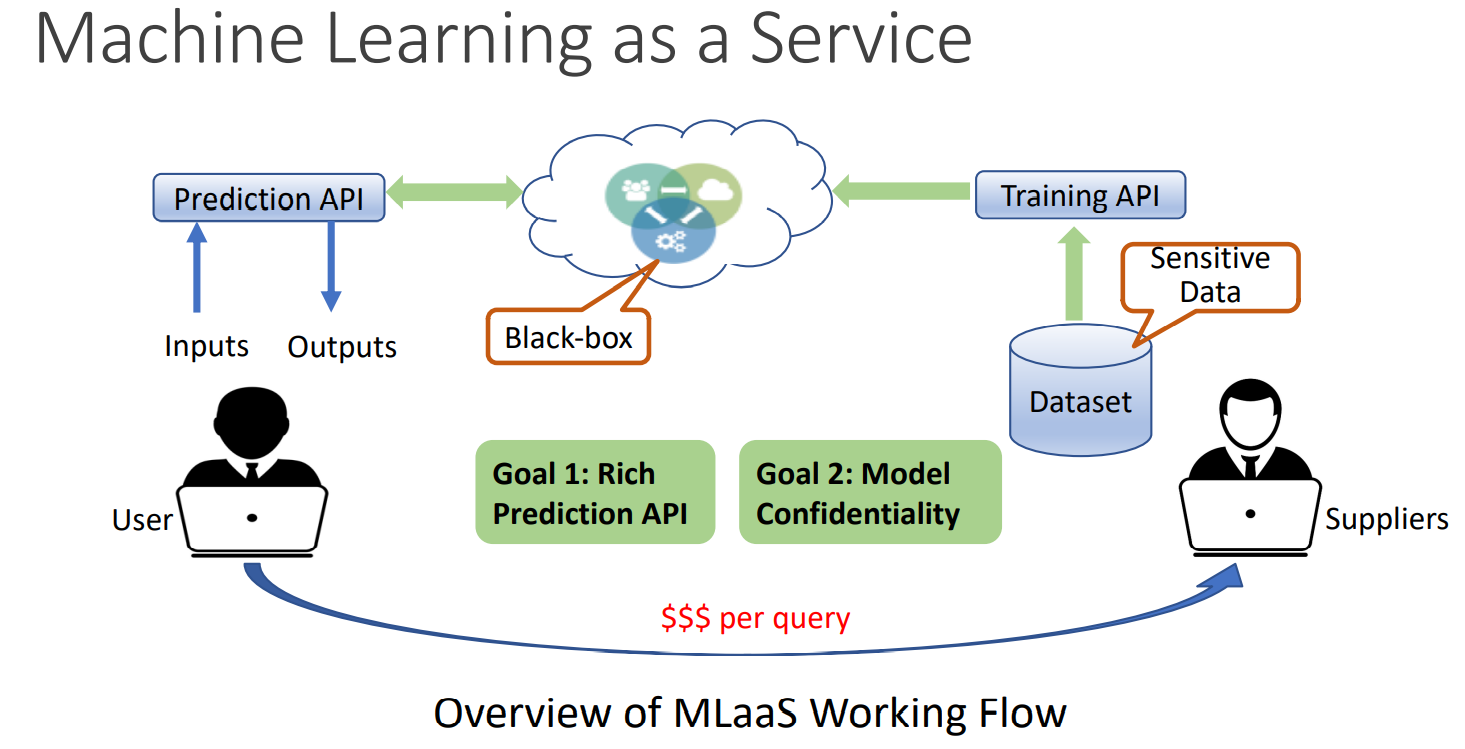 Machine Learning as a Service
Prediction API
Training API
Sensitive
Data
Inputs
Outputs
Black-box
Dataset
Goal 1: Rich
Prediction API
Goal 2: Model
Confidentiality
User
Suppliers
$$$ per query
Overview of MLaaS Working Flow